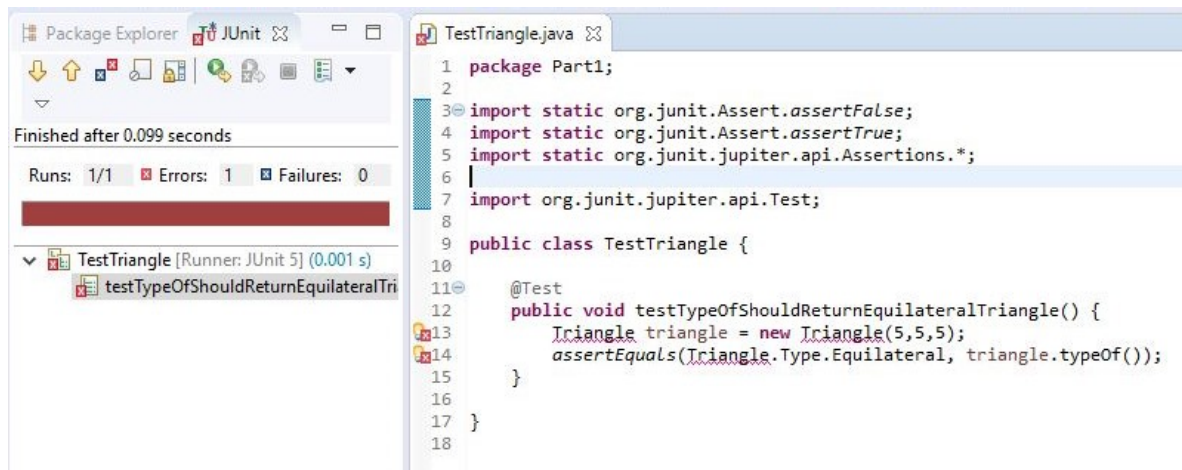 Package Explorer JUnit
Finished after 0.099 seconds
Runs: 1/1 Errors: 1 Failures: 0
TestTriangle [Runner: JUnit 5] (0.001 s)
testTypeOfShouldReturnEquilateralTri
TestTriangle.java
1 package Part1;
2
3 import static org.junit.Assert.assertFalse;
4 import static org.junit.Assert.assertTrue;
5 import static org.junit.jupiter.api.Assertions.*;
6
7 import org.junit.jupiter.api.Test;
8
9 public class TestTriangle {
10
11 @Test
12 public void testTypeOfShouldReturnEquilateralTriangle() {
13 Triangle triangle = new Triangle(5,5,5);
14 assertEquals(Triangle.Type.Equilateral, triangle.typeOf());
15 }
16
17 }
18